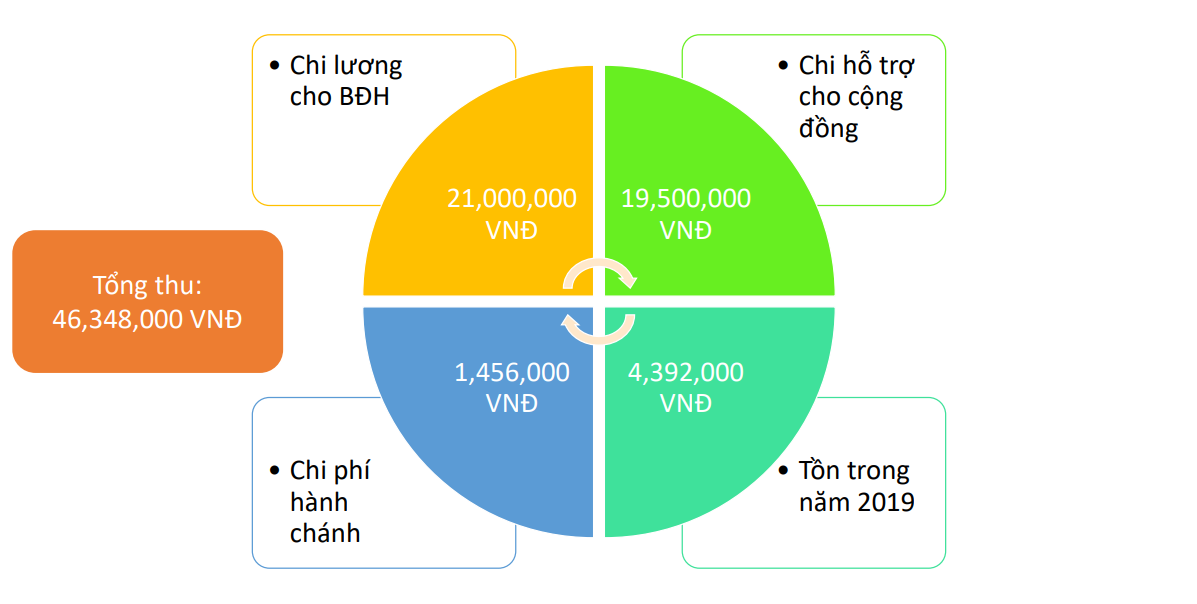 • Chi lương
cho BĐH
• Chi hỗ trợ
cho cộng
đồng
21,000,000
VNĐ
19,500,000
VNĐ
Tổng thu:
46,348,000 VNĐ
1,456,000
VNĐ
4,392,000
VNĐ
• Chi phí
hành
chánh
• Tồn trong
năm 2019